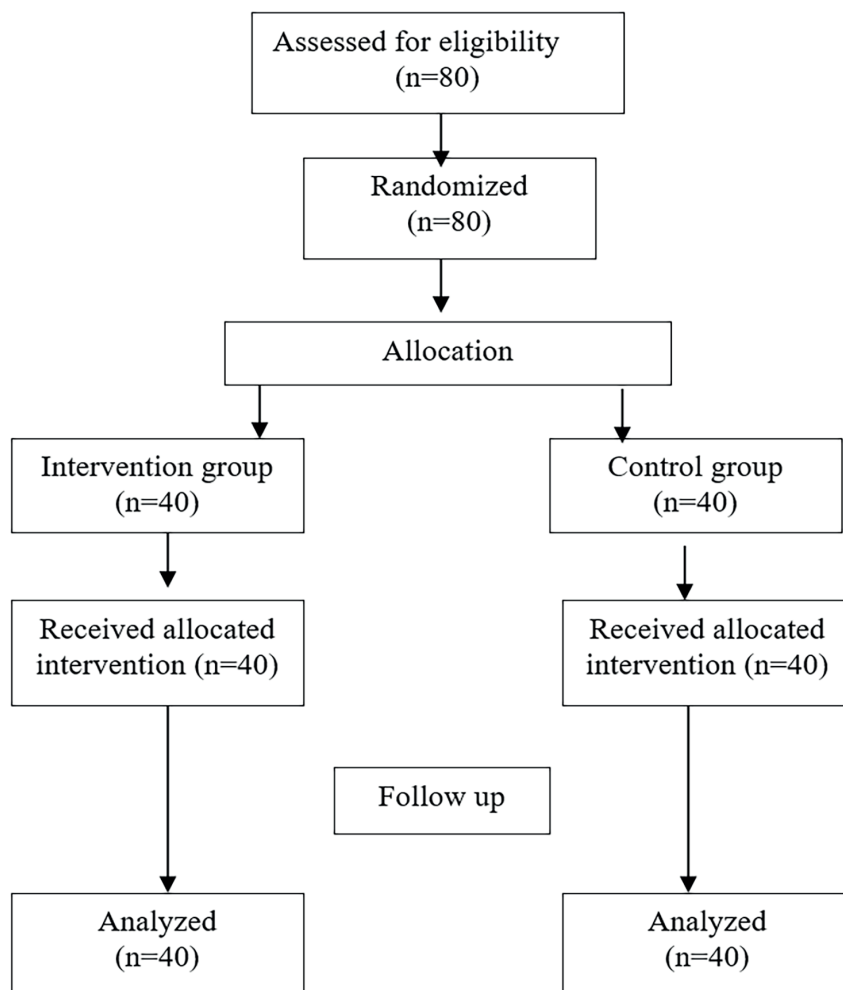 Assessed for eligibility
(n=80)
Randomized
(n=80)
Allocation
Intervention group
(n=40)
Control group
(n=40)
Received allocated
intervention (n=40)
Received allocated
intervention (n=40)
Follow up
Analyzed
(n=40)
Analyzed
(n=40)